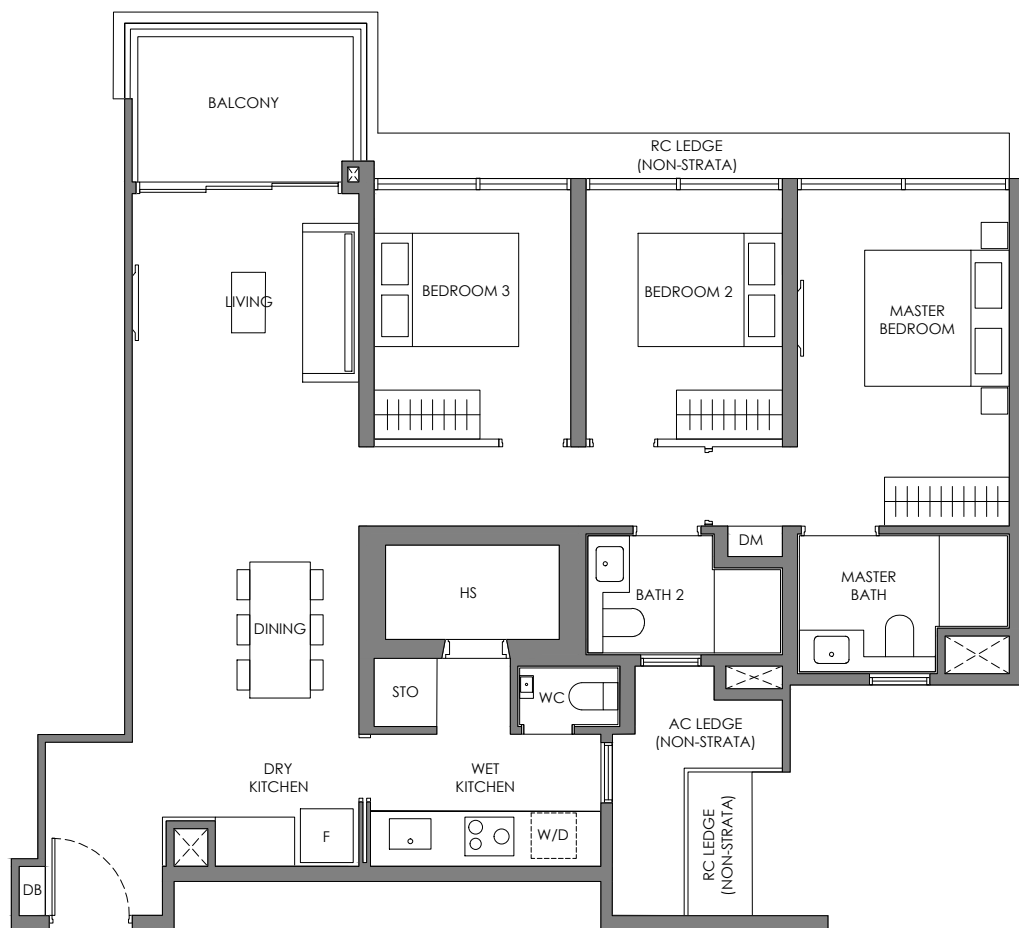 BALCONY
RC LEDGE
(NON-STRATA)
LIVING
BEDROOM 3
BEDROOM 2
MASTER
BEDROOM
DM
HS
BATH 2
MASTER
BATH
DINING
STO
WC
AC LEDGE
(NON-STRATA)
DRY
KITCHEN
WET
KITCHEN
F
W/D
RC LEDGE
(NON-STRATA)
DB